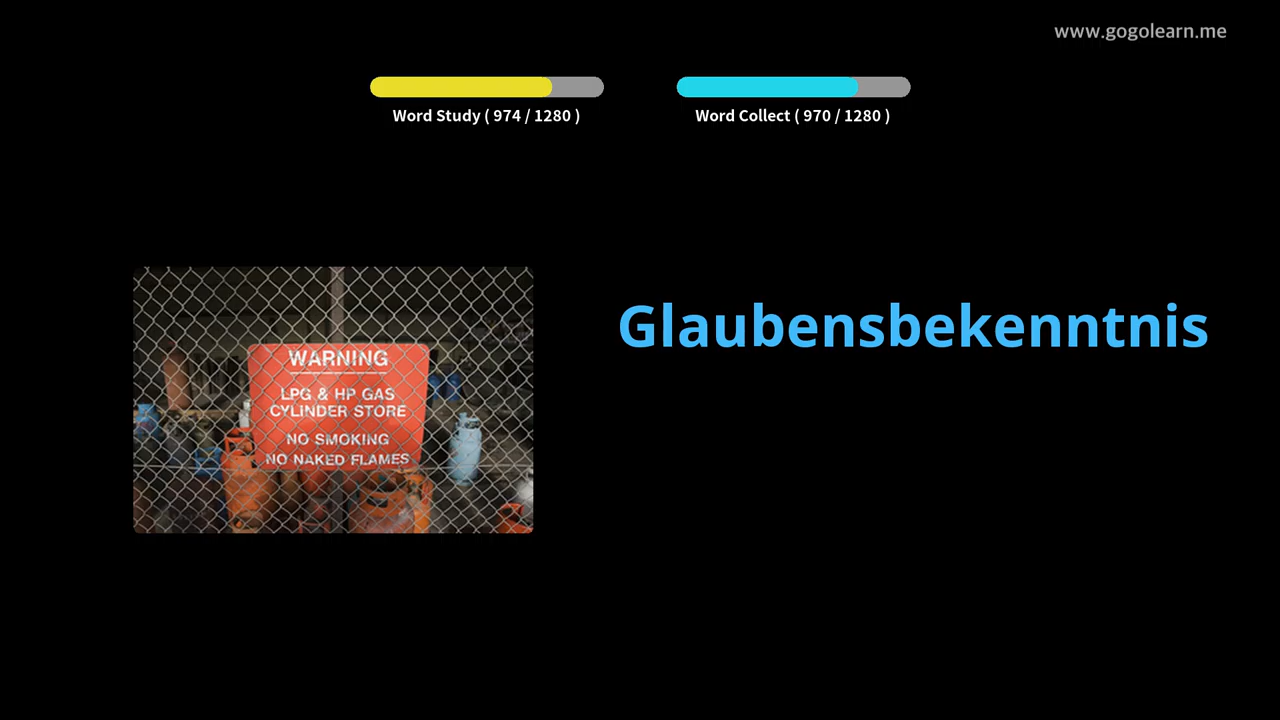 www.gogolearn.me
Word Study ( 974 / 1280 )
Word Collect ( 970 / 1280 )
Glaubensbekenntnis
WARNING
LPG & HP GAS
CYLINDER STORE
NO SMOKING
NO NAKED FLAMES